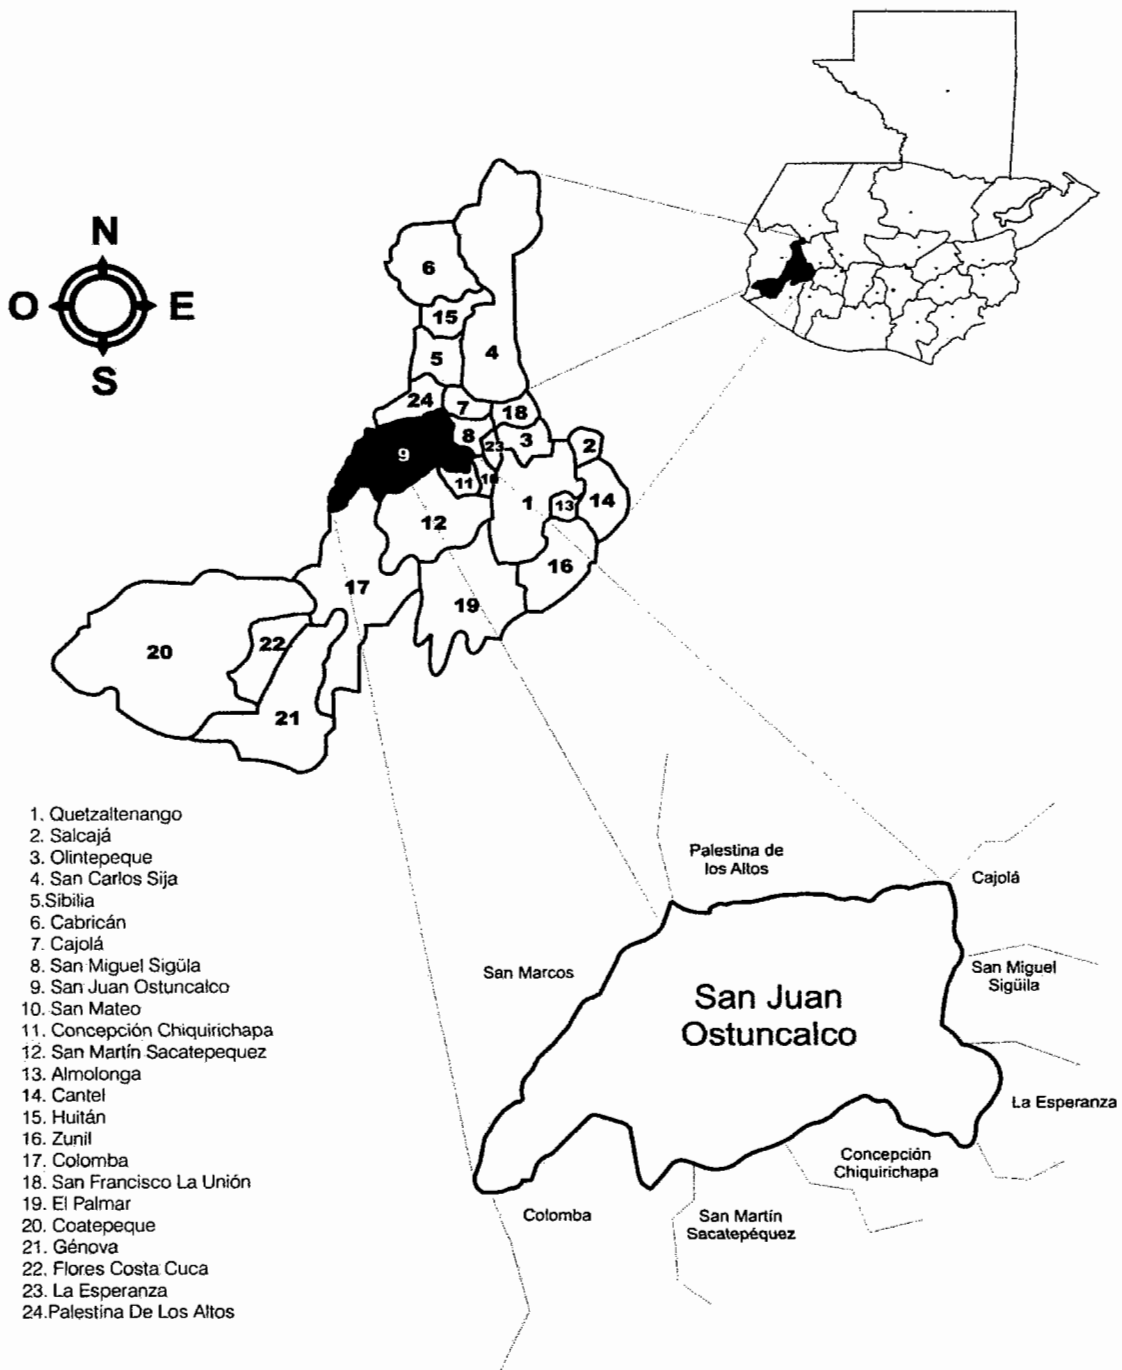 N
O
E
S
6
15
5
4
24
7
18
8
23
3
2
9
11
10
1
13
14
12
16
17
19
20
22
21
1. Quetzaltenango
2. Salcajá
3. Olintepeque
4. San Carlos Sija
5.Sibilia
6. Cabricán
7. Cajolá
8. San Miguel Sigüla
9. San Juan Ostuncalco
10. San Mateo
11. Concepción Chiquirichapa
12. San Martín Sacatepequez
13. Almolonga
14. Cantel
15. Huitán
16. Zunil
17. Colomba
18. San Francisco La Unión
19. El Palmar
20. Coatepeque
21. Génova
22. Flores Costa Cuca
23. La Esperanza
24.Palestina De Los Altos
Palestina de
los Altos
Cajolá
San Marcos
San Miguel
Sigüila
San Juan
Ostuncalco
La Esperanza
Concepción
Chiquirichapa
Colomba
San Martín
Sacatepéquez